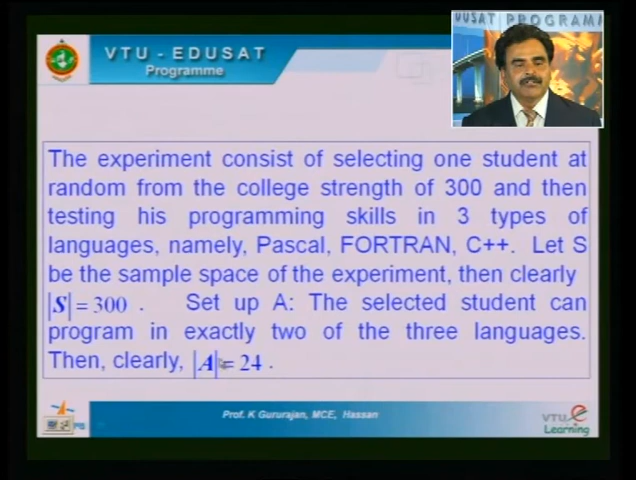 VTU - EDUSAT
Programme
DUSAT PROGRAMM
The experiment consist of selecting one student at
random from the college strength of 300 and then
testing his programming skills in 3 types of
languages, namely, Pascal, FORTRAN, C++. Let S
be the sample space of the experiment, then clearly
|S| = 300 . Set up A: The selected student can
program in exactly two of the three languages.
Then, clearly, |A| = 24 .
Prof. K Gururajan, MCE, Hassan
VTU e
Learning